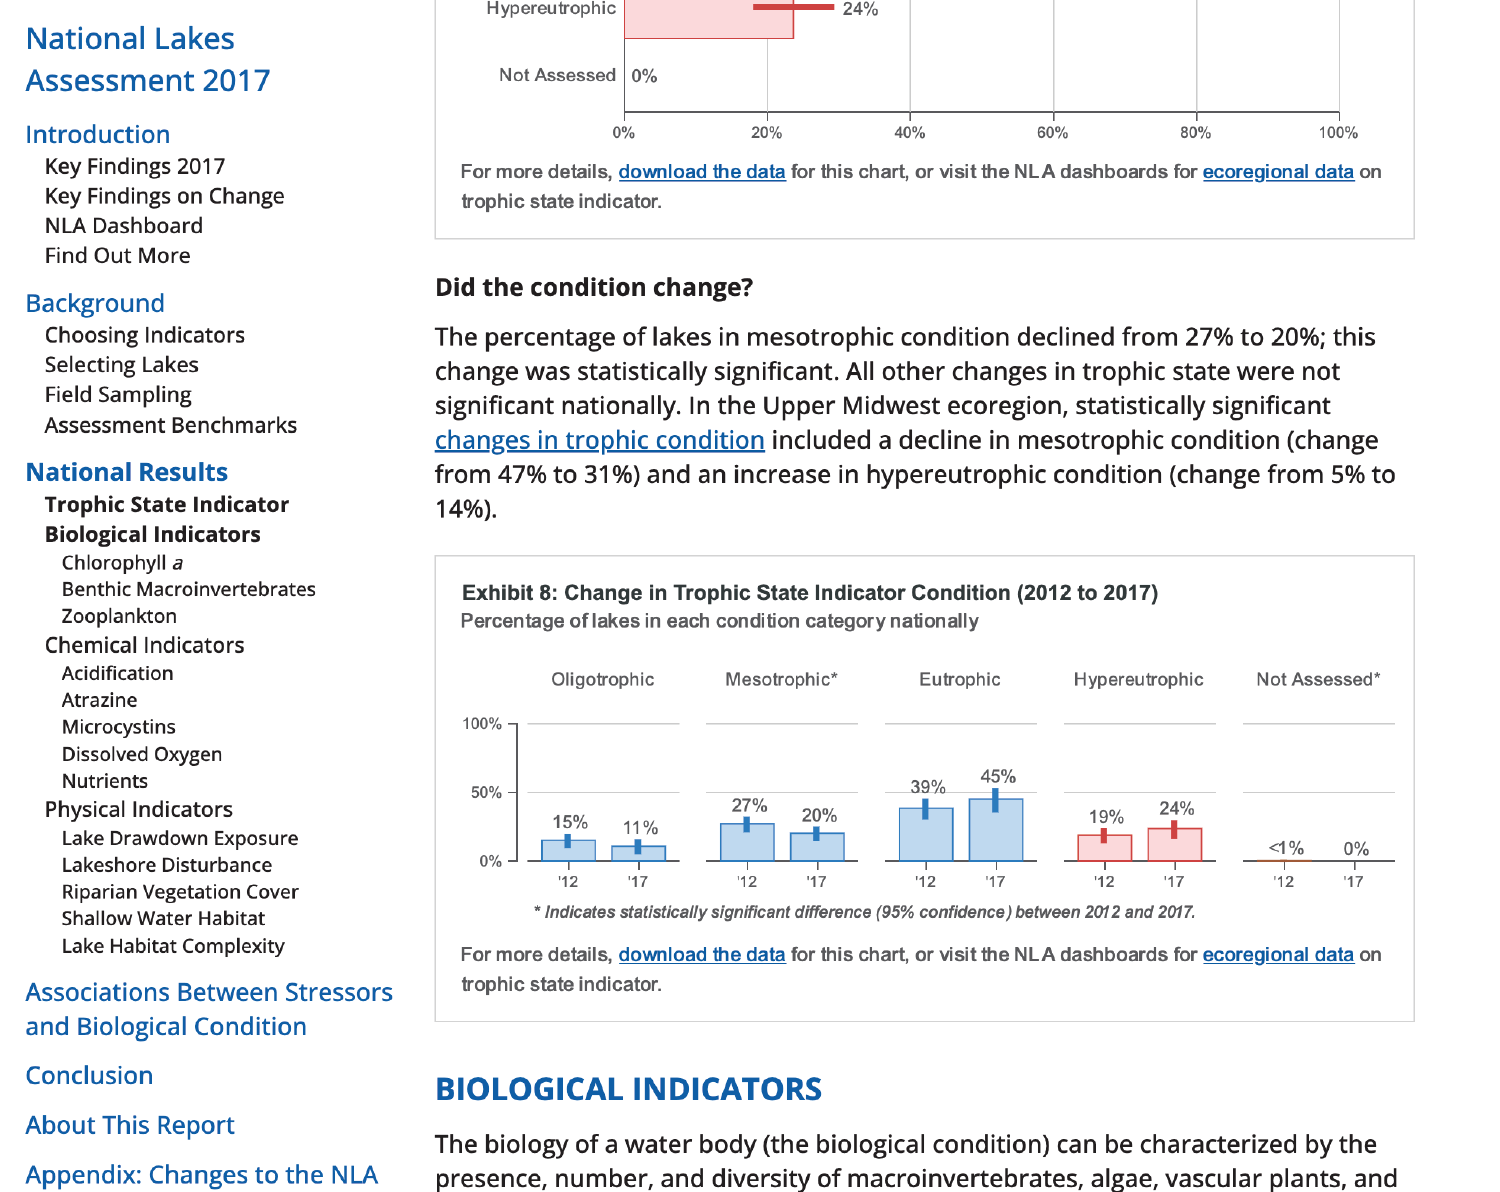 National Lakes
Assessment 2017
Introduction
Key Findings 2017
Key Findings on Change
NLA Dashboard
Find Out More
Background
Choosing Indicators
Selecting Lakes
Field Sampling
Assessment Benchmarks
National Results
Trophic State Indicator
Biological Indicators
Chlorophyll a
Benthic Macroinvertebrates
Zooplankton
Chemical Indicators
Acidification
Atrazine
Microcystins
Dissolved Oxygen
Nutrients
Physical Indicators
Lake Drawdown Exposure
Lakeshore Disturbance
Riparian Vegetation Cover
Shallow Water Habitat
Lake Habitat Complexity
Associations Between Stressors
and Biological Condition
Conclusion
About This Report
Appendix: Changes to the NLA
Hypereutrophic 24%
Not Assessed 0%
0% 20% 40% 60% 80% 100%
For more details, download the data for this chart, or visit the NLA dashboards for ecoregional data on
trophic state indicator.
Did the condition change?
The percentage of lakes in mesotrophic condition declined from 27% to 20%; this
change was statistically significant. All other changes in trophic state were not
significant nationally. In the Upper Midwest ecoregion, statistically significant
changes in trophic condition included a decline in mesotrophic condition (change
from 47% to 31%) and an increase in hypereutrophic condition (change from 5% to
14%).
Exhibit 8: Change in Trophic State Indicator Condition (2012 to 2017)
Percentage of lakes in each condition category nationally
Oligotrophic Mesotrophic* Eutrophic Hypereutrophic Not Assessed*
100%
50%
0%
15% 11% 27% 20% 39% 45% 19% 24% <1% 0%
'12 '17 '12 '17 '12 '17 '12 '17 '12 '17
* Indicates statistically significant difference (95% confidence) between 2012 and 2017.
For more details, download the data for this chart, or visit the NLA dashboards for ecoregional data on
trophic state indicator.
BIOLOGICAL INDICATORS
The biology of a water body (the biological condition) can be characterized by the
presence, number, and diversity of macroinvertebrates, algae, vascular plants, and